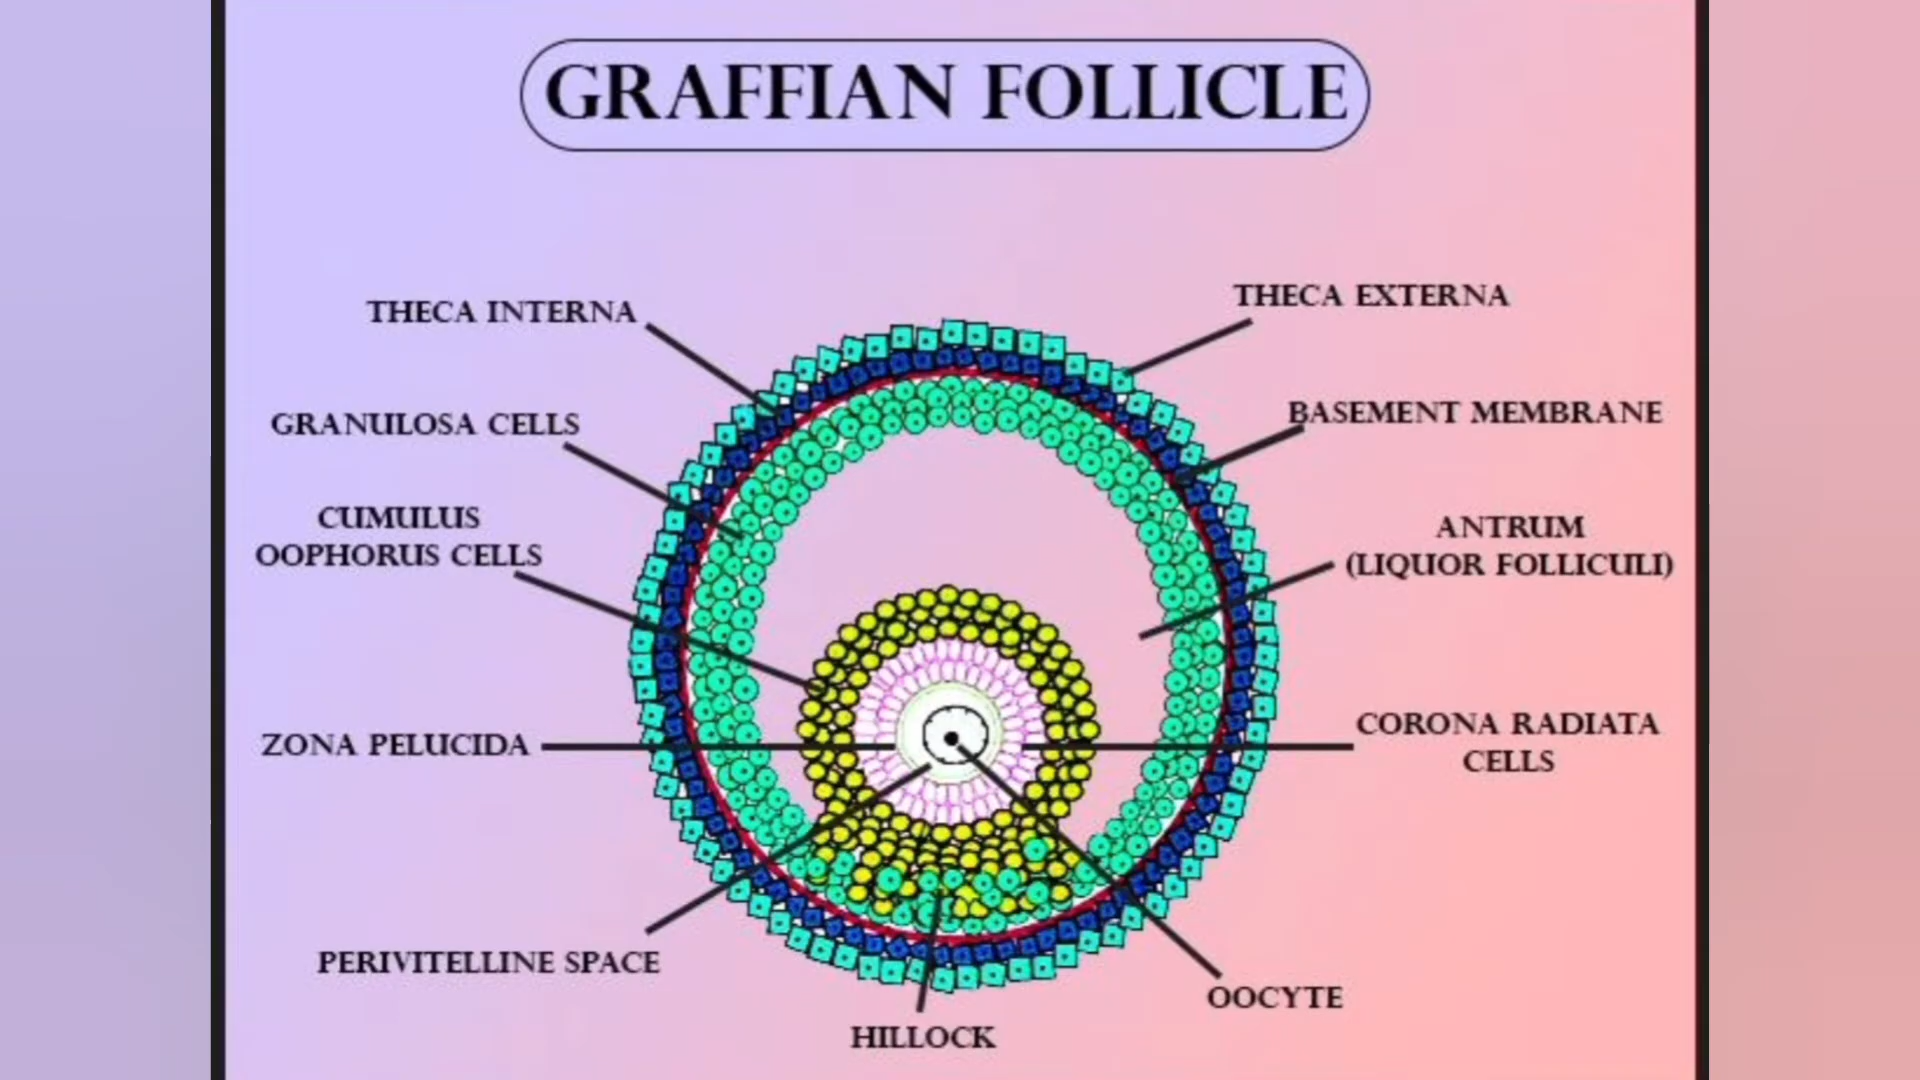 GRAFFIAN FOLLICLE
THECA INTERNA
THECA EXTERNA
GRANULOSA CELLS
BASEMENT MEMBRANE
CUMULUS
OOPHORUS CELLS
ANTRUM
(LIQUOR FOLLICULI)
ZONA PELUCIDA
CORONA RADIATA
CELLS
PERIVITELLINE SPACE
OOCYTE
HILLOCK